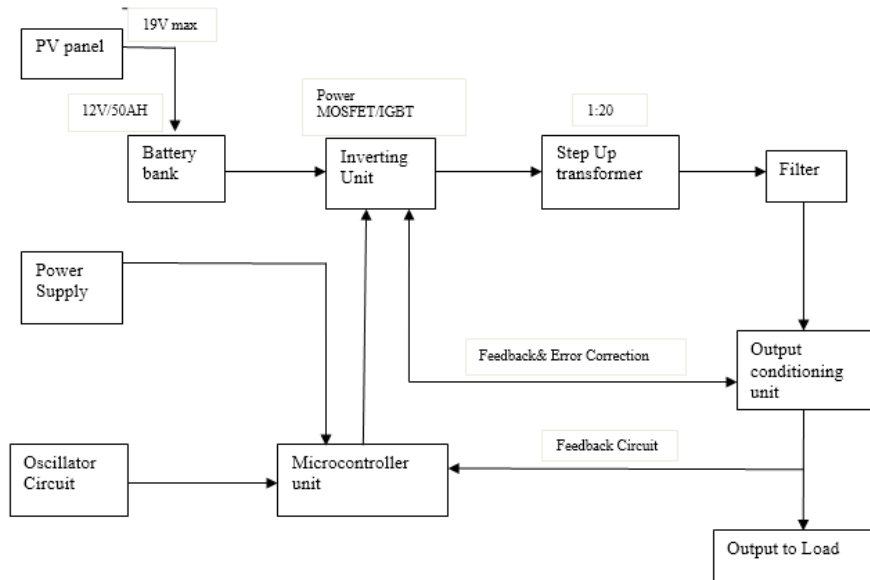 19V max
PV panel
12V/50AH
Power
MOSFET/IGBT
1:20
Battery
bank
Inverting
Unit
Step Up
transformer
Filter
Power
Supply
Feedback& Error Correction
Output
conditioning
unit
Oscillator
Circuit
Microcontroller
unit
Feedback Circuit
Output to Load